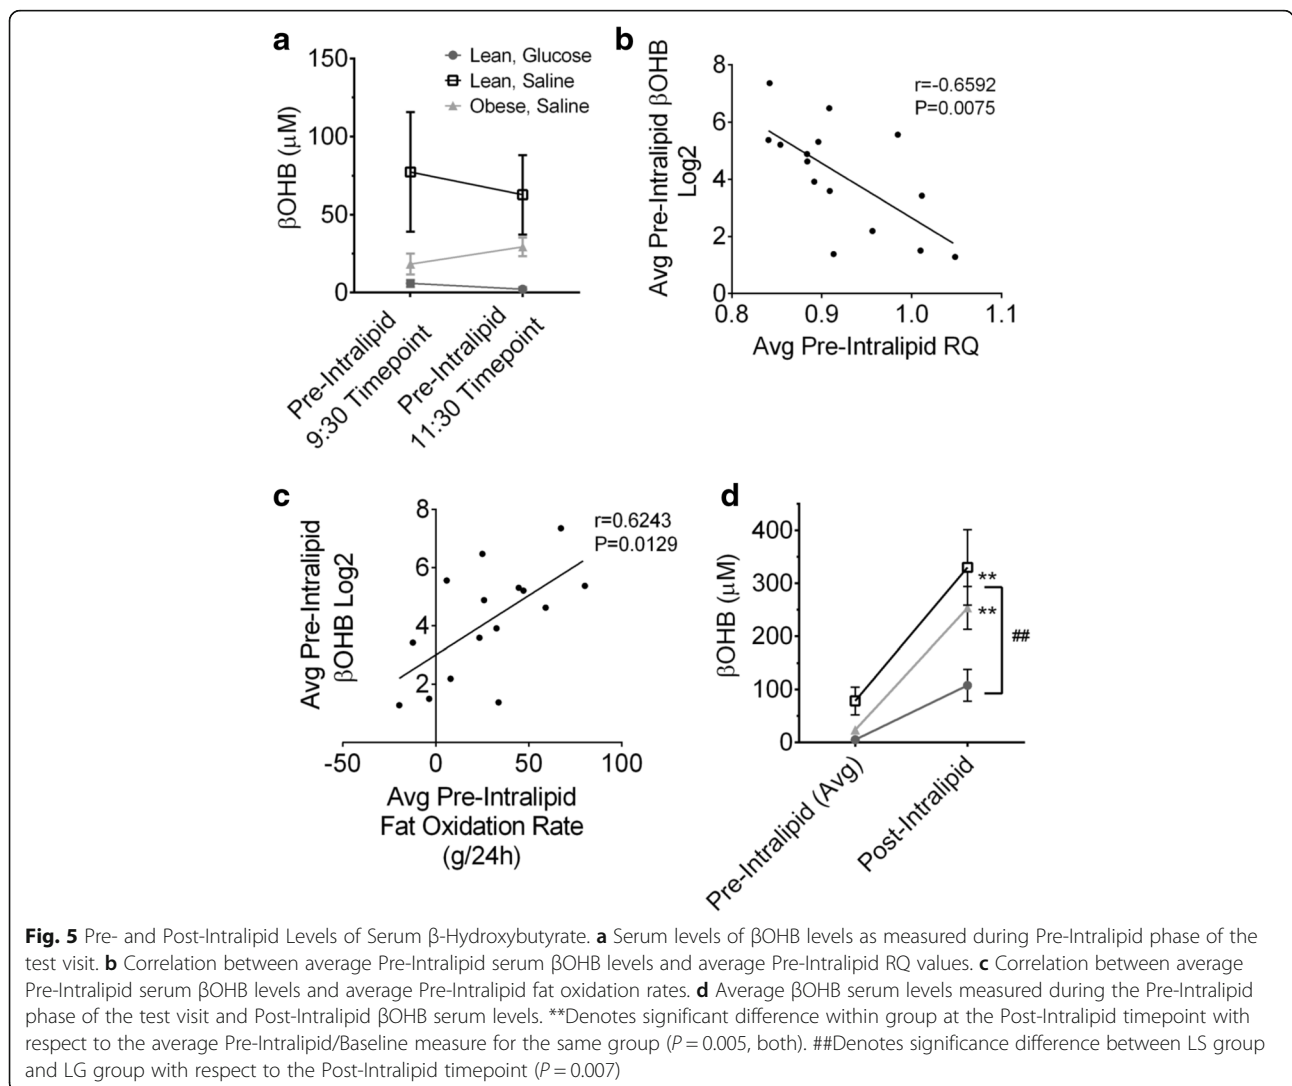 a
βOHB (μM)
150
100
50
0
Lean, Glucose
Lean, Saline
Obese, Saline
Pre-Intralipid
9:30 Timepoint
Pre-Intralipid
11:30 Timepoint
b
Avg Pre-Intralipid βOHB
Log2
8
6
4
2
0
r=-0.6592
P=0.0075
0.8
0.9
1.0
1.1
Avg Pre-Intralipid RQ
c
Avg Pre-Intralipid
βOHB Log2
8
6
4
2
r=0.6243
P=0.0129
-50
0
50
100
Avg Pre-Intralipid
Fat Oxidation Rate
(g/24h)
d
βOHB (μM)
400
300
200
100
0
**
**
##
Pre-Intralipid (Avg)
Post-Intralipid
Fig. 5 Pre- and Post-Intralipid Levels of Serum β-Hydroxybutyrate. a Serum levels of βOHB levels as measured during Pre-Intralipid phase of the
test visit. b Correlation between average Pre-Intralipid serum βOHB levels and average Pre-Intralipid RQ values. c Correlation between average
Pre-Intralipid serum βOHB levels and average Pre-Intralipid fat oxidation rates. d Average βOHB serum levels measured during the Pre-Intralipid
phase of the test visit and Post-Intralipid βOHB serum levels. **Denotes significant difference within group at the Post-Intralipid timepoint with
respect to the average Pre-Intralipid/Baseline measure for the same group (P = 0.005, both). ##Denotes significance difference between LS group
and LG group with respect to the Post-Intralipid timepoint (P = 0.007)